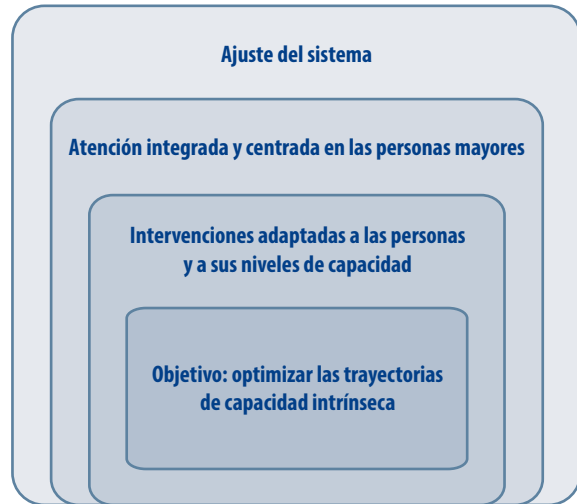 Ajuste del sistema
Atención integrada y centrada en las personas mayores
Intervenciones adaptadas a las personas
y a sus niveles de capacidad
Objetivo: optimizar las trayectorias
de capacidad intrínseca